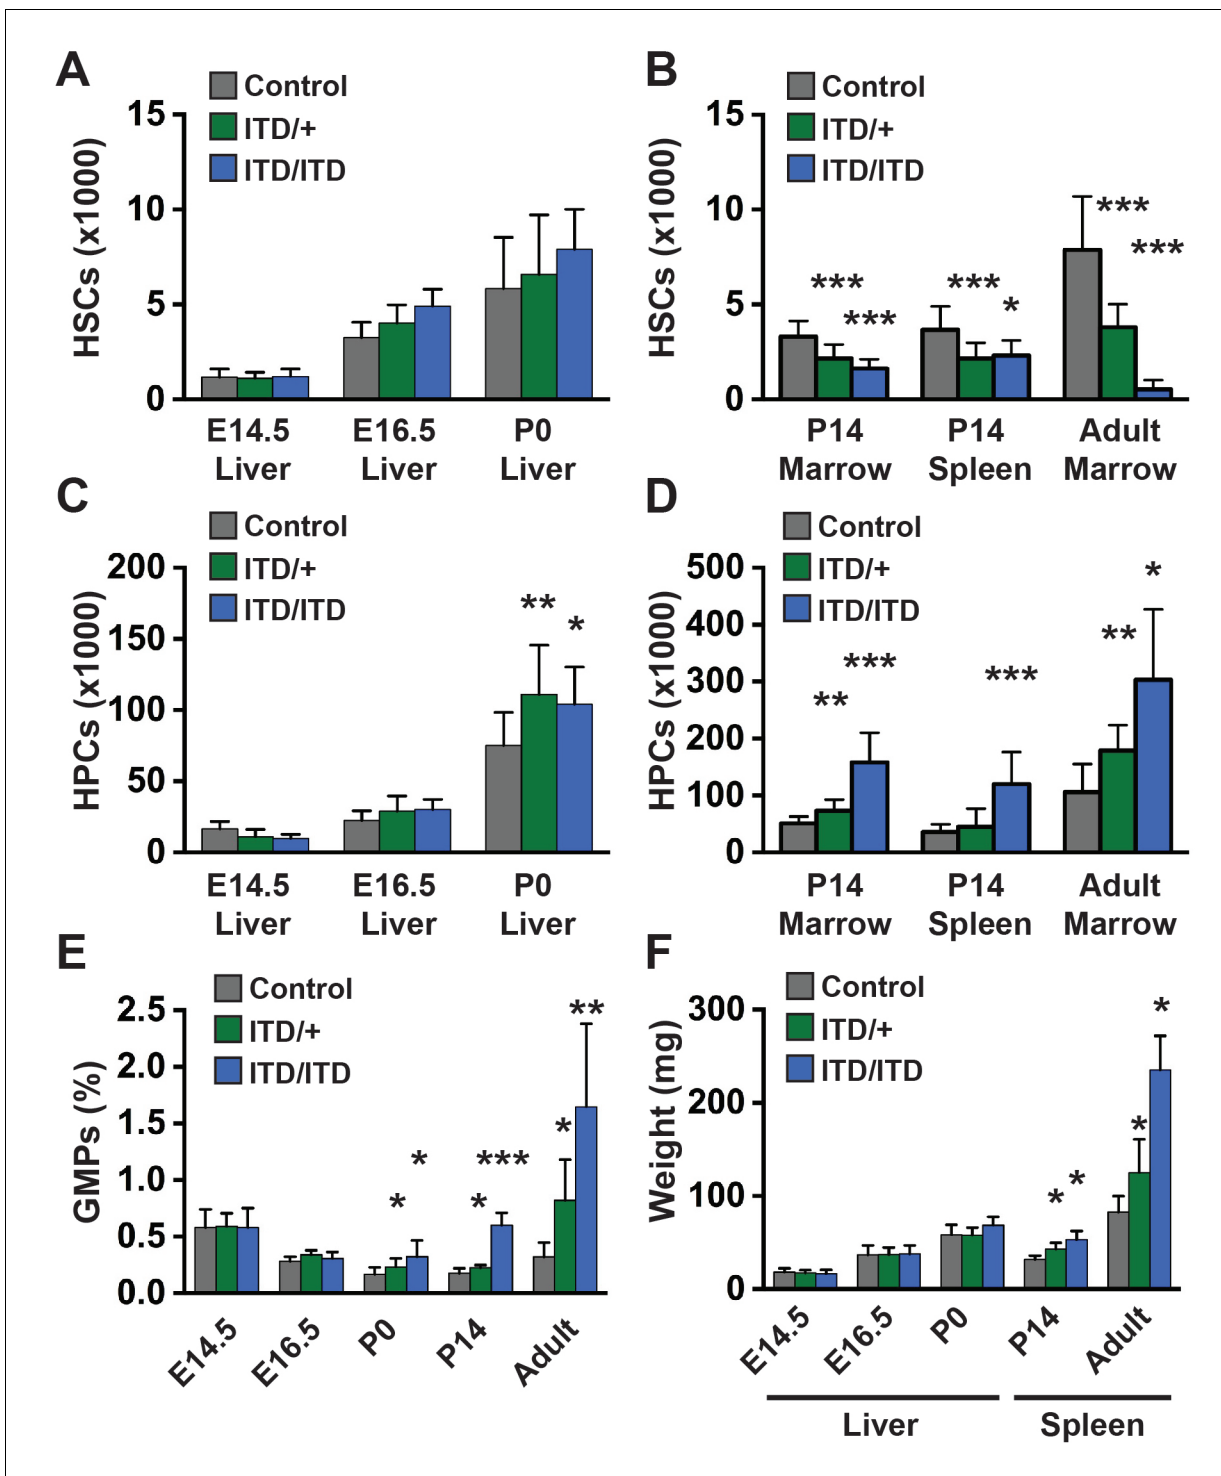 A
Control
ITD/+
ITD/ITD
HSCs (x1000)
15
10
5
0
E14.5
Liver
E16.5
Liver
P0
Liver
B
Control
ITD/+
ITD/ITD
HSCs (x1000)
15
10
5
0
***
***
***
*
***
***
P14
Marrow
P14
Spleen
Adult
Marrow
C
Control
ITD/+
ITD/ITD
HPCs (x1000)
200
150
100
50
0
**
*
E14.5
Liver
E16.5
Liver
P0
Liver
D
Control
ITD/+
ITD/ITD
HPCs (x1000)
500
400
300
200
100
0
**
***
***
**
*
P14
Marrow
P14
Spleen
Adult
Marrow
E
Control
ITD/+
ITD/ITD
GMPs (%)
2.5
2.0
1.5
1.0
0.5
0.0
*
*
*
***
*
**
E14.5
E16.5
P0
P14
Adult
F
Control
ITD/+
ITD/ITD
Weight (mg)
300
200
100
0
*
*
*
*
E14.5
E16.5
P0
P14
Adult
Liver
Spleen